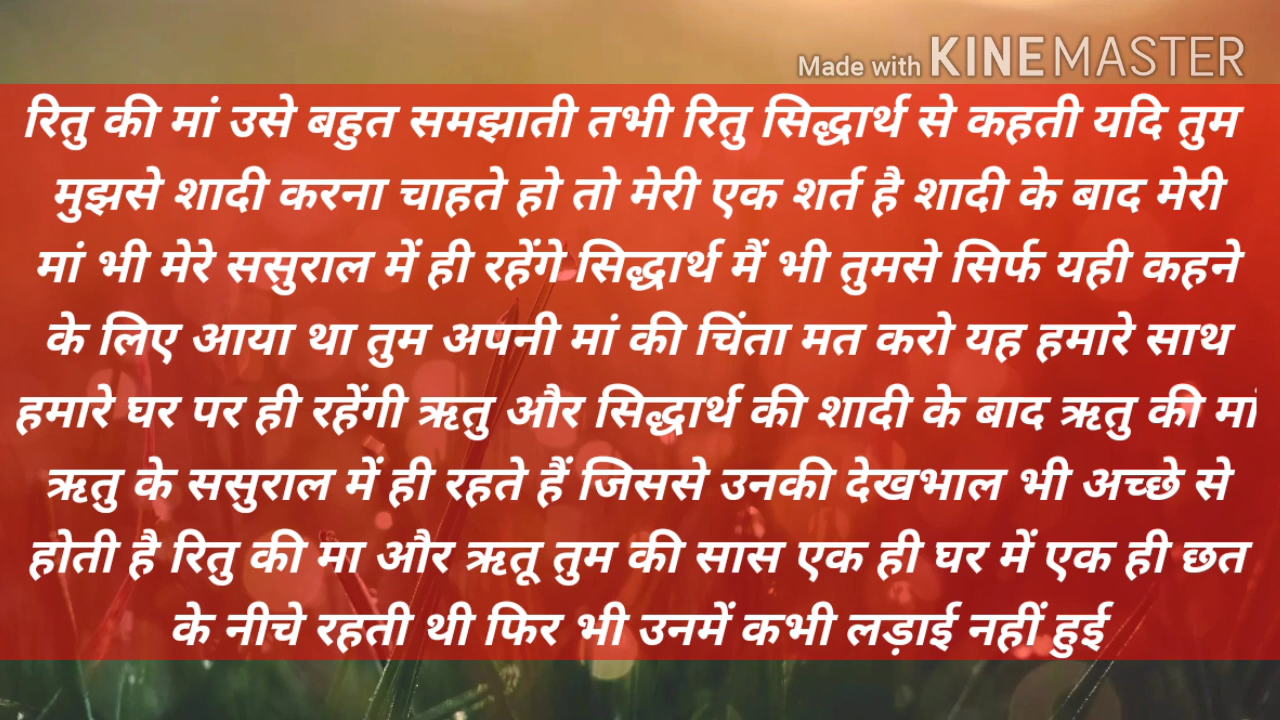 Made with KINEMASTER
रितु की मां उसे बहुत समझाती तभी रितु सिद्धार्थ से कहती यदि तुम
मुझसे शादी करना चाहते हो तो मेरी एक शर्त है शादी के बाद मेरी
मां भी मेरे ससुराल में ही रहेंगे सिद्धार्थ मैं भी तुमसे सिर्फ यही कहने
के लिए आया था तुम अपनी मां की चिंता मत करो यह हमारे साथ
हमारे घर पर ही रहेंगी ऋतु और सिद्धार्थ की शादी के बाद ऋतु की मां
ऋतु के ससुराल में ही रहते हैं जिससे उनकी देखभाल भी अच्छे से
होती है रितु की मा और ऋतू तुम की सास एक ही घर में एक ही छत
के नीचे रहती थी फिर भी उनमें कभी लड़ाई नहीं हुई